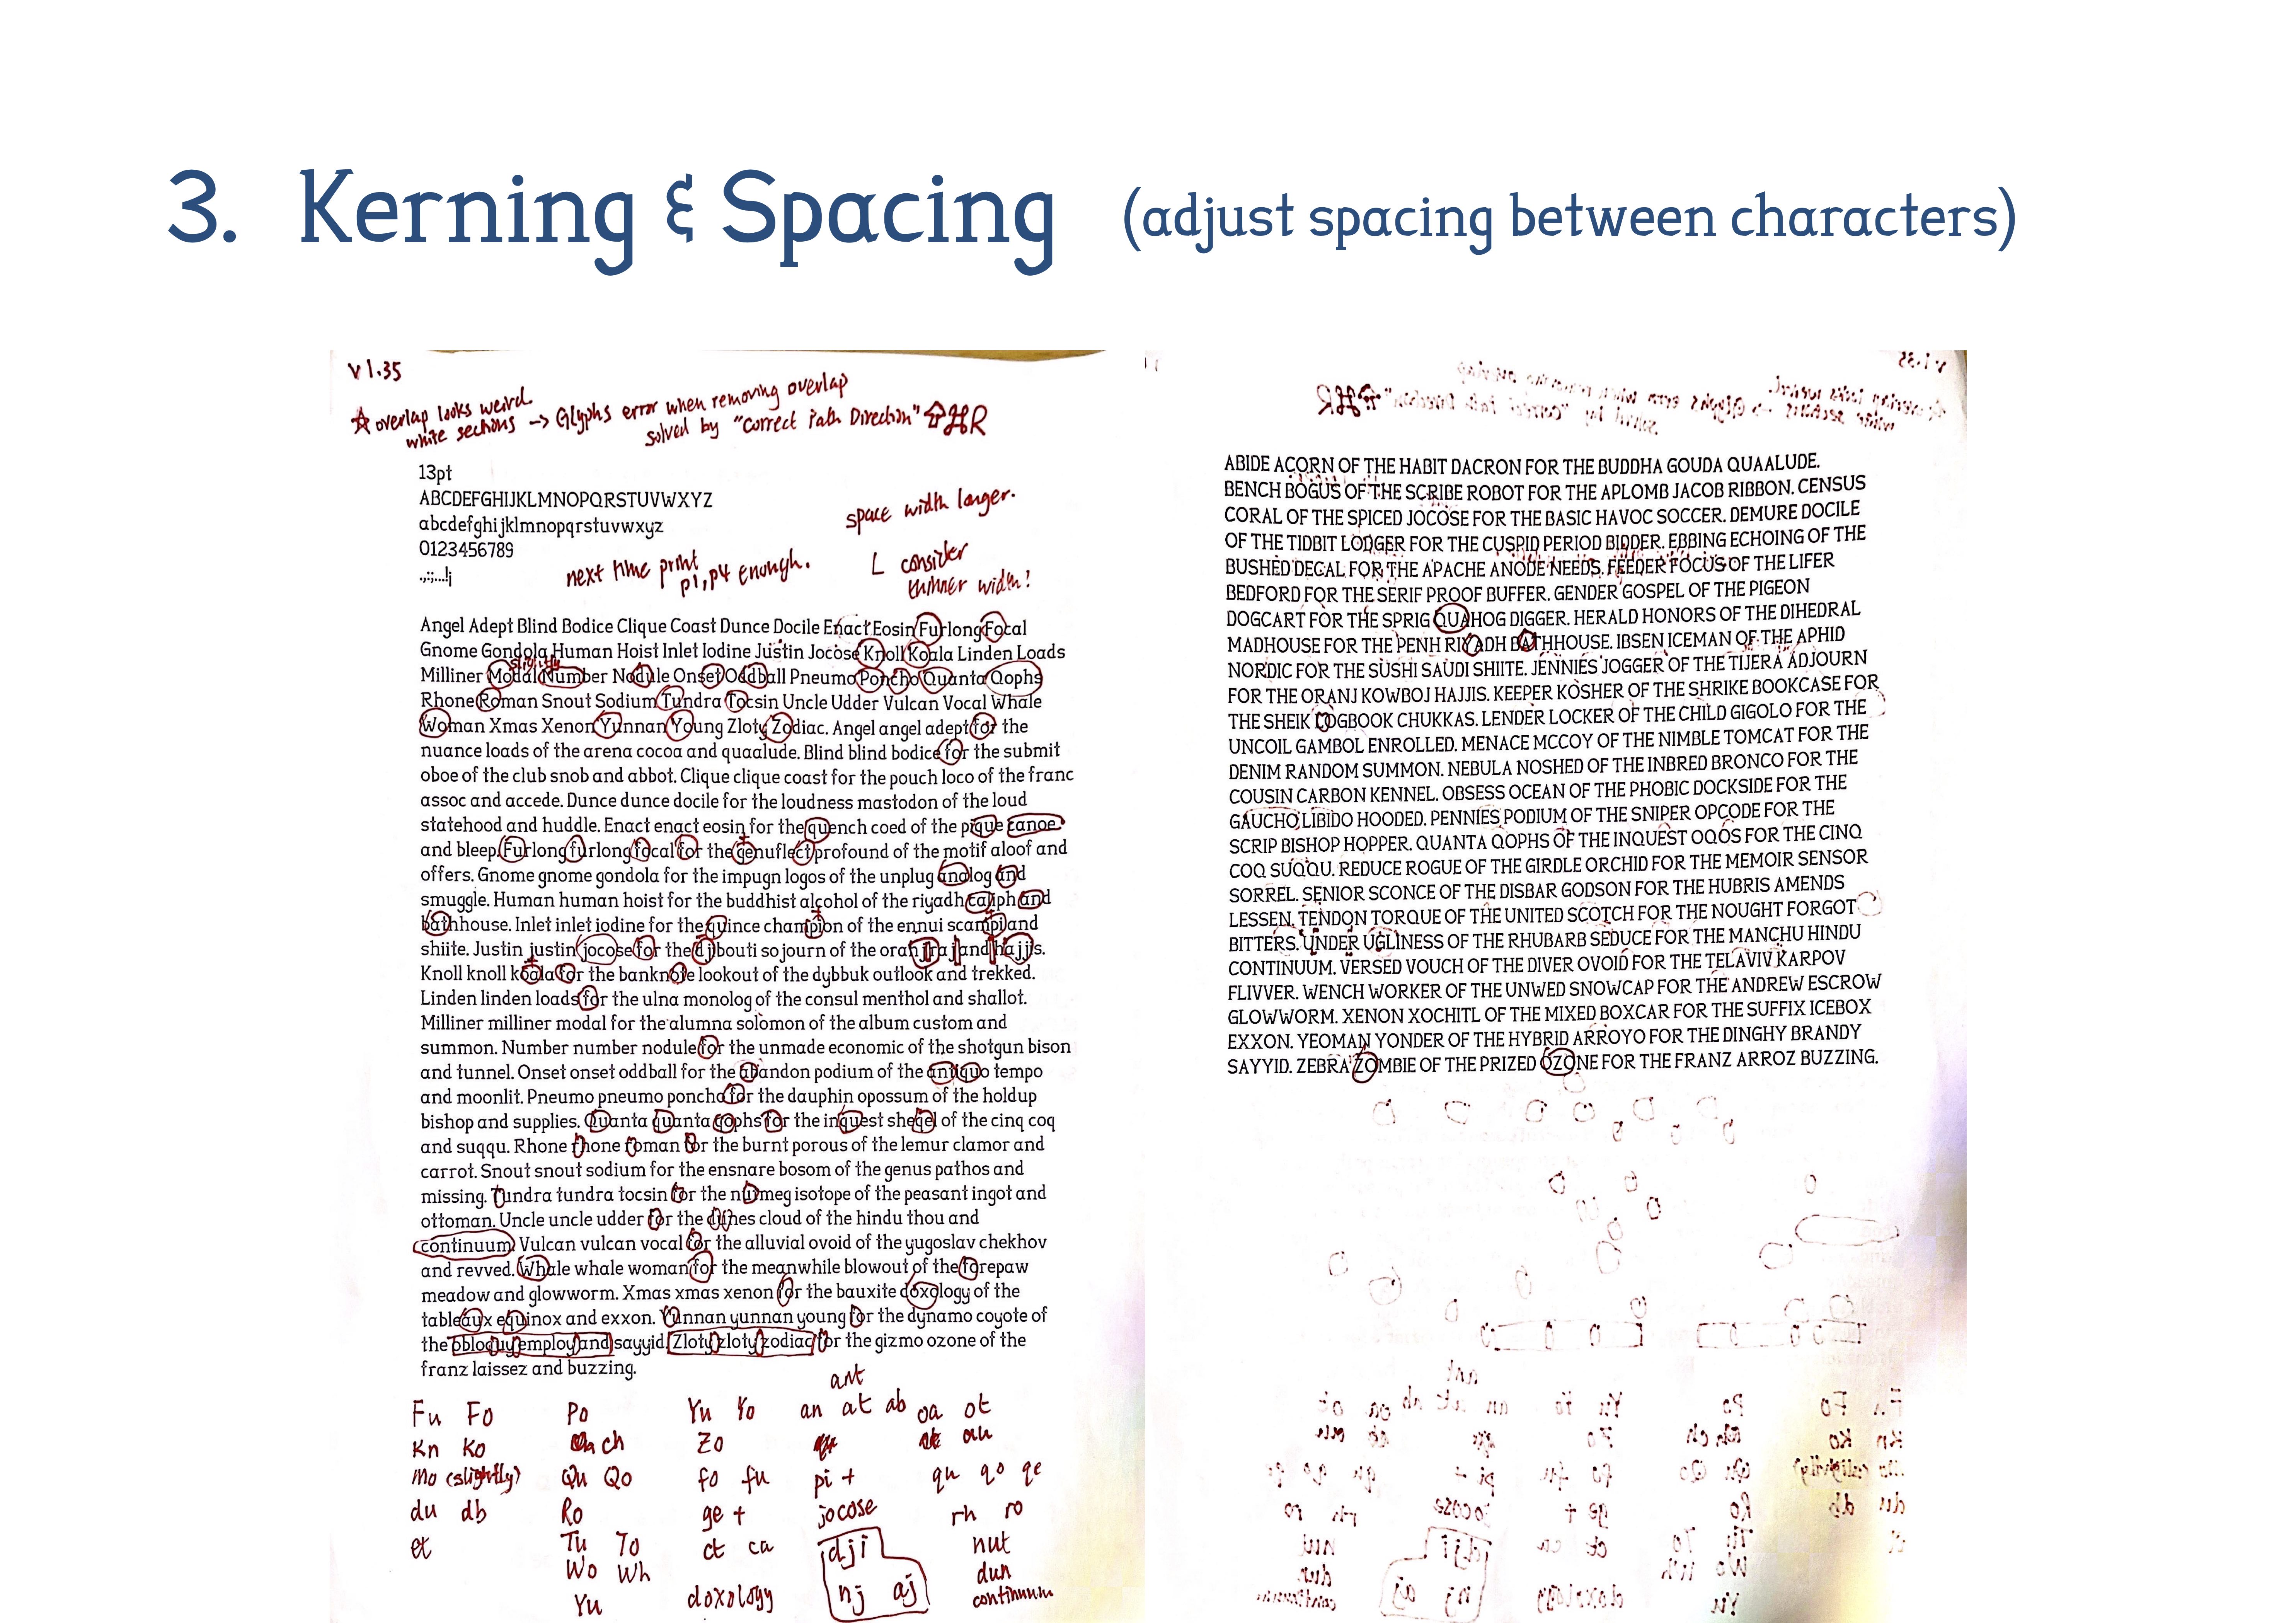 3. Kerning & Spacing (adjust spacing between characters)
v1.35
☆ overlap looks weird.
white sections -> Glyphs error when removing overlap
solved by "Correct Path Direction" ⇧⌘R
13pt
ABCDEFGHIJKLMNOPQRSTUVWXYZ
abcdefghijklmnopqrstuvwxyz
0123456789
.,:;...!¡
space width larger.
next time print
p1, p4 enough.
L consider
thinner width!
Angel Adept Blind Bodice Clique Coast Dunce Docile Enact Eosin Furlong Focal
Gnome Gondola Human Hoist Inlet Iodine Justin Jocose Knoll Koala Linden Loads
slightly
Milliner Modal Number Nodule Onset Oddball Pneumo Poncho Quanta Qophs
Rhone Roman Snout Sodium Tundra Tocsin Uncle Udder Vulcan Vocal Whale
Woman Xmas Xenon Yunnan Young Zloty Zodiac. Angel angel adept for the
nuance loads of the arena cocoa and quaalude. Blind blind bodice for the submit
oboe of the club snob and abbot. Clique clique coast for the pouch loco of the franc
assoc and accede. Dunce dunce docile for the loudness mastodon of the loud
statehood and huddle. Enact enact eosin for the quench coed of the pique canoe
and bleep. Furlong furlong focal for the genuflect profound of the motif aloof and
offers. Gnome gnome gondola for the impugn logos of the unplug analog and
smuggle. Human human hoist for the buddhist alcohol of the riyadh caliph and
bathhouse. Inlet inlet iodine for the quince champion of the ennui scampi and
shiite. Justin justin jocose for the djibouti sojourn of the oranj raj and hajjis.
Knoll knoll koala for the banknote lookout of the dybbuk outlook and trekked.
Linden linden loads for the ulna monolog of the consul menthol and shallot.
Milliner milliner modal for the alumna solomon of the album custom and
summon. Number number nodule for the unmade economic of the shotgun bison
and tunnel. Onset onset oddball for the abandon podium of the antiquo tempo
and moonlit. Pneumo pneumo poncho for the dauphin opossum of the holdup
bishop and supplies. Quanta quanta qophs for the inquest sheqel of the cinq coq
and suqqu. Rhone rhone roman for the burnt porous of the lemur clamor and
carrot. Snout snout sodium for the ensnare bosom of the genus pathos and
missing. Tundra tundra tocsin for the nutmeg isotope of the peasant ingot and
ottoman. Uncle uncle udder for the dunes cloud of the hindu thou and
continuum. Vulcan vulcan vocal for the alluvial ovoid of the yugoslav chekhov
and revved. Whale whale woman for the meanwhile blowout of the forepaw
meadow and glowworm. Xmas xmas xenon for the bauxite doxology of the
tableaux equinox and exxon. Yunnan yunnan young for the dynamo coyote of
the obloquy employ and sayyid. Zloty zloty zodiac for the gizmo ozone of the
franz laissez and buzzing.
ant
Fu Fo Po Yu Yo an at ab oa ot
Kn Ko ch Zo au
Mo (slightly) Qu Qo fo fu pi + qu qo qe
du db Ro ge + jocose rh ro
et Tu To ct ca dji nut
Wo Wh dun
Yu doxology nj aj continuum
ABIDE ACORN OF THE HABIT DACRON FOR THE BUDDHA GOUDA QUAALUDE.
BENCH BOGUS OF THE SCRIBE ROBOT FOR THE APLOMB JACOB RIBBON. CENSUS
CORAL OF THE SPICED JOCOSE FOR THE BASIC HAVOC SOCCER. DEMURE DOCILE
OF THE TIDBIT LODGER FOR THE CUSPID PERIOD BIDDER. EBBING ECHOING OF THE
BUSHED DECAL FOR THE APACHE ANODE NEEDS. FEEDER FOCUS OF THE LIFER
BEDFORD FOR THE SERIF PROOF BUFFER. GENDER GOSPEL OF THE PIGEON
DOGCART FOR THE SPRIG QUAHOG DIGGER. HERALD HONORS OF THE DIHEDRAL
MADHOUSE FOR THE PENH RIYADH BATHHOUSE. IBSEN ICEMAN OF THE APHID
NORDIC FOR THE SUSHI SAUDI SHIITE. JENNIES JOGGER OF THE TIJERA ADJOURN
FOR THE ORANJ KOWBOJ HAJJIS. KEEPER KOSHER OF THE SHRIKE BOOKCASE FOR
THE SHEIK LOGBOOK CHUKKAS. LENDER LOCKER OF THE CHILD GIGOLO FOR THE
UNCOIL GAMBOL ENROLLED. MENACE MCCOY OF THE NIMBLE TOMCAT FOR THE
DENIM RANDOM SUMMON. NEBULA NOSHED OF THE INBRED BRONCO FOR THE
COUSIN CARBON KENNEL. OBSESS OCEAN OF THE PHOBIC DOCKSIDE FOR THE
GAUCHO LIBIDO HOODED. PENNIES PODIUM OF THE SNIPER OPCODE FOR THE
SCRIP BISHOP HOPPER. QUANTA QOPHS OF THE INQUEST OQOS FOR THE CINQ
COQ SUQQU. REDUCE ROGUE OF THE GIRDLE ORCHID FOR THE MEMOIR SENSOR
SORREL. SENIOR SCONCE OF THE DISBAR GODSON FOR THE HUBRIS AMENDS
LESSEN. TENDON TORQUE OF THE UNITED SCOTCH FOR THE NOUGHT FORGOT
BITTERS. UNDER UGLINESS OF THE RHUBARB SEDUCE FOR THE MANCHU HINDU
CONTINUUM. VERSED VOUCH OF THE DIVER OVOID FOR THE TELAVIV KARPOV
FLIVVER. WENCH WORKER OF THE UNWED SNOWCAP FOR THE ANDREW ESCROW
GLOWWORM. XENON XOCHITL OF THE MIXED BOXCAR FOR THE SUFFIX ICEBOX
EXXON. YEOMAN YONDER OF THE HYBRID ARROYO FOR THE DINGHY BRANDY
SAYYID. ZEBRA ZOMBIE OF THE PRIZED OZONE FOR THE FRANZ ARROZ BUZZING.